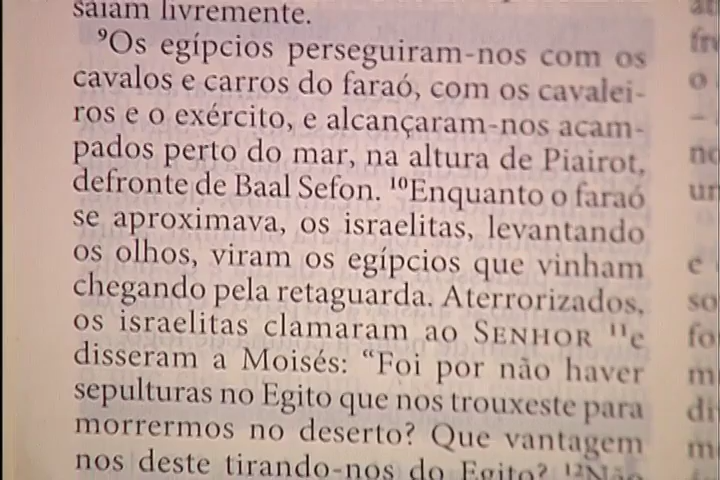 saíam livremente.
⁹Os egípcios perseguiram-nos com os
cavalos e carros do faraó, com os cavalei-
ros e o exército, e alcançaram-nos acam-
pados perto do mar, na altura de Piairot,
defronte de Baal Sefon. ¹⁰Enquanto o faraó
se aproximava, os israelitas, levantando
os olhos, viram os egípcios que vinham
chegando pela retaguarda. Aterrorizados,
os israelitas clamaram ao SENHOR ¹¹e
disseram a Moisés: “Foi por não haver
sepulturas no Egito que nos trouxeste para
morrermos no deserto? Que vantagem
nos deste tirando-nos do Egito? ¹²Não